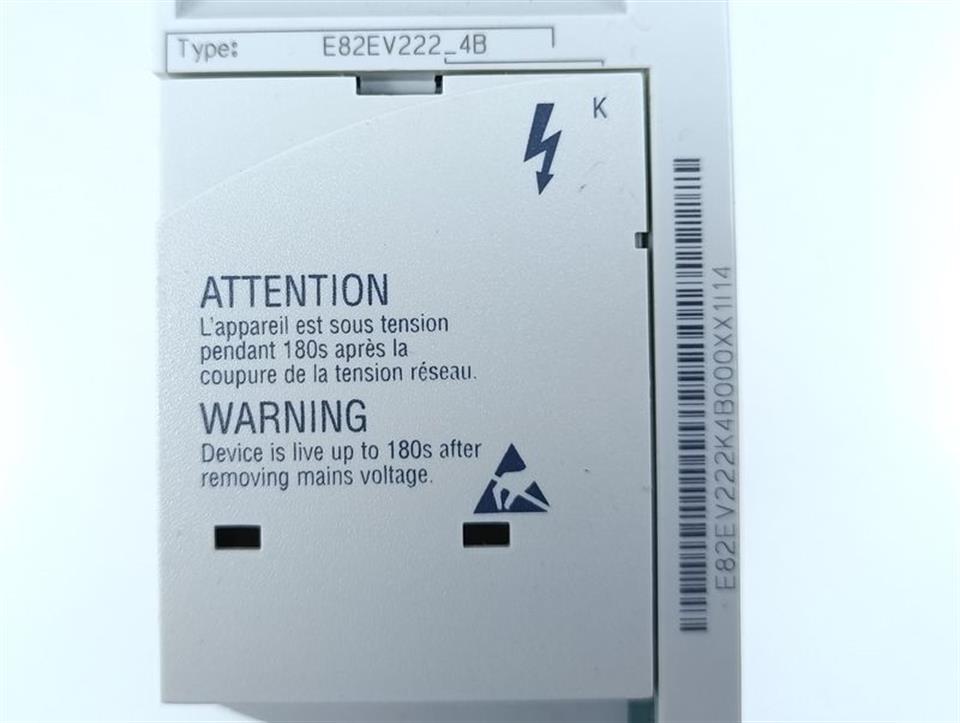 Type: E82EV222_4B
K
ATTENTION
L'appareil est sous tension
pendant 180s après la
coupure de la tension réseau.
WARNING
Device is live up to 180s after
removing mains voltage.
E82EV222K4B000XX1I14